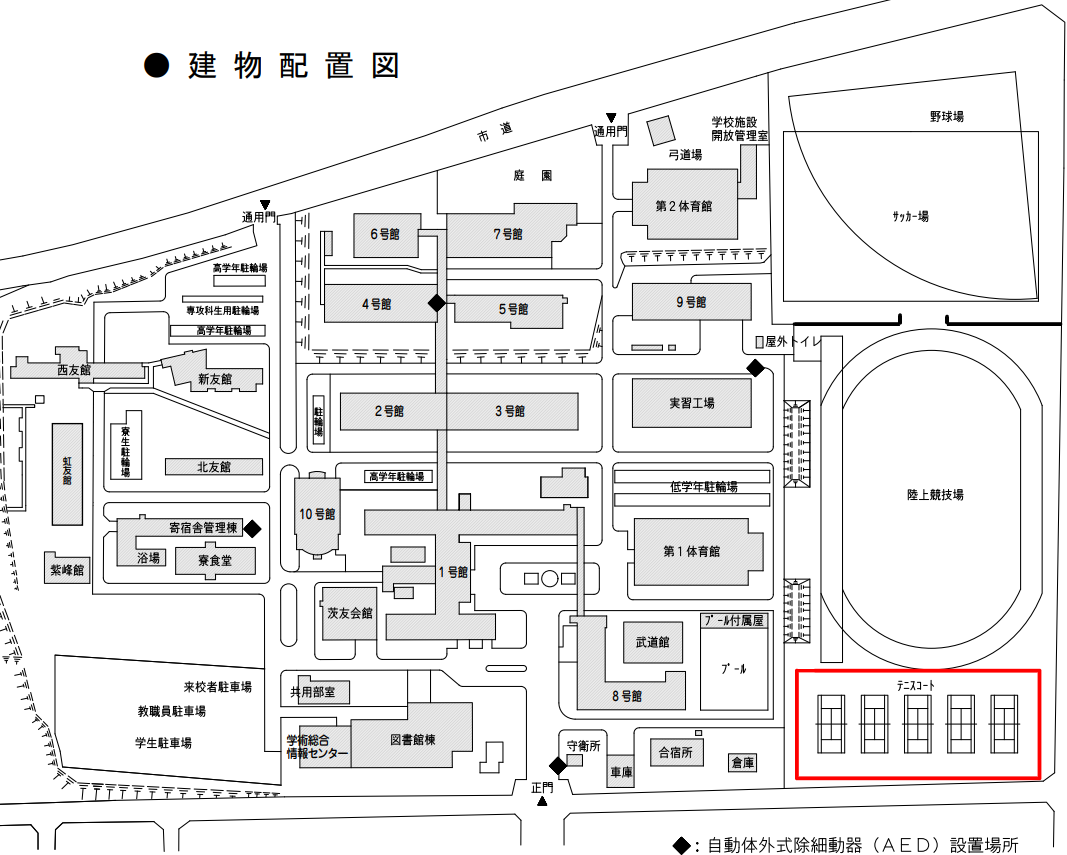 ● 建物配置図
市道
通用門
学校施設
開放管理室
弓道場
野球場
庭園
第2体育館
通用門
6号館
7号館
サッカー場
高学年駐輪場
専攻科生用駐輪場
高学年駐輪場
4号館
5号館
9号館
屋外トイレ
西友館
新友館
駐輪場
2号館
3号館
実習工場
寮生駐輪場
虹友館
北友館
高学年駐輪場
低学年駐輪場
陸上競技場
10号館
寄宿舎管理棟
浴場
寮食堂
紫峰館
1号館
第1体育館
茨友会館
プール付属屋
武道館
プール
来校者駐車場
教職員駐車場
学生駐車場
共用部室
8号館
テニスコート
学術総合
情報センター
図書館棟
守衛所
合宿所
車庫
倉庫
正門
◆：自動体外式除細動器（ＡＥＤ）設置場所